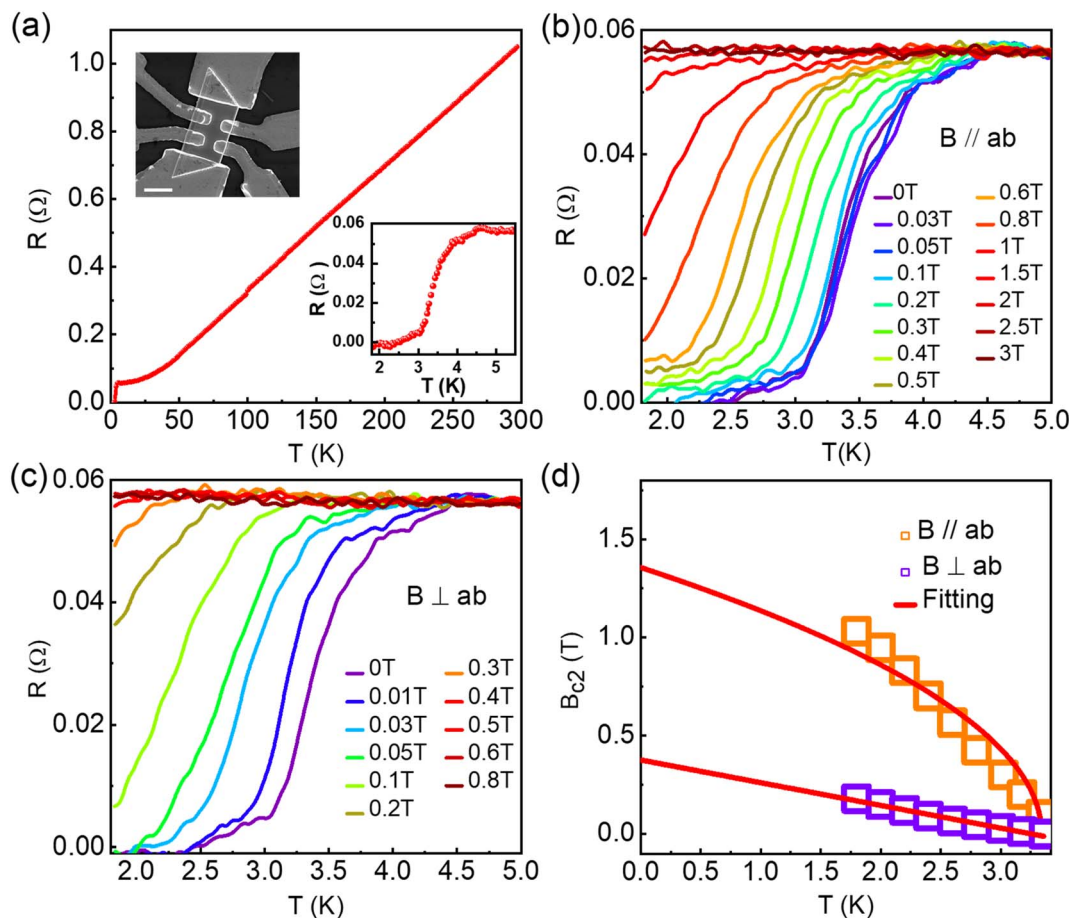 (a)
1.0
0.8
0.6
0.4
0.2
0.0
R (Ω)
0 50 100 150 200 250 300
T (K)
0.06
0.04
0.02
0.00
R (Ω)
2 3 4 5
T (K)
(b)
0.06
0.04
0.02
0.00
R (Ω)
B // ab
0T
0.03T
0.05T
0.1T
0.2T
0.3T
0.4T
0.5T
0.6T
0.8T
1T
1.5T
2T
2.5T
3T
2.0 2.5 3.0 3.5 4.0 4.5 5.0
T(K)
(c)
0.06
0.04
0.02
0.00
R (Ω)
B ⊥ ab
0T
0.01T
0.03T
0.05T
0.1T
0.2T
0.3T
0.4T
0.5T
0.6T
0.8T
2.0 2.5 3.0 3.5 4.0 4.5 5.0
T (K)
(d)
1.5
1.0
0.5
0.0
Bc2 (T)
B // ab
B ⊥ ab
Fitting
0.0 0.5 1.0 1.5 2.0 2.5 3.0
T (K)